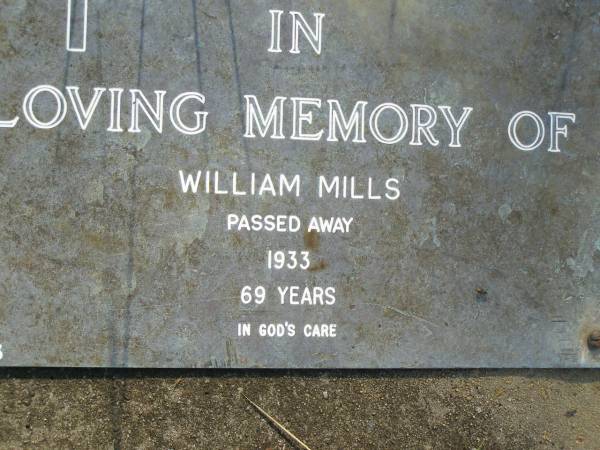 IN
LOVING MEMORY OF
WILLIAM MILLS
PASSED AWAY
1933
69 YEARS
IN GOD'S CARE